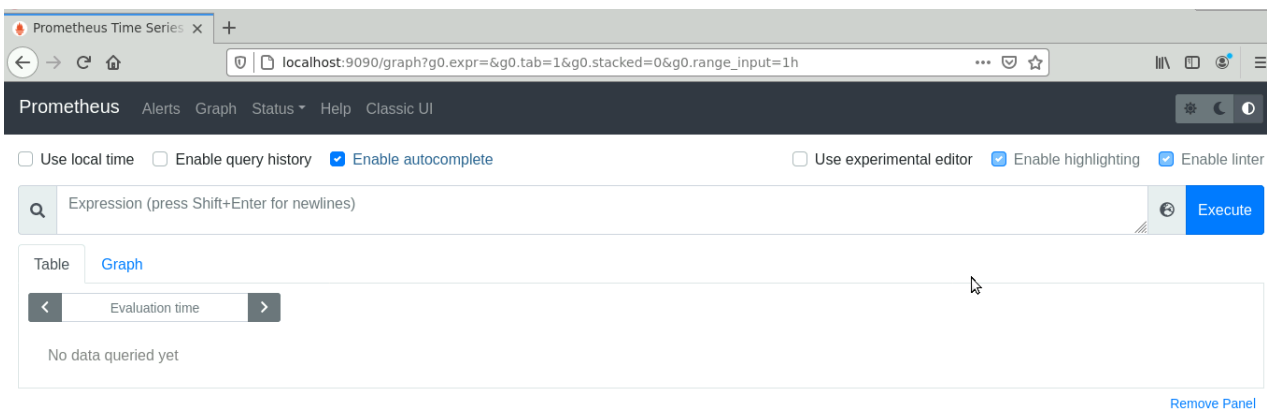 Prometheus Time Series
localhost:9090/graph?g0.expr=&g0.tab=1&g0.stacked=0&g0.range_input=1h
Prometheus Alerts Graph Status Help Classic UI
Use local time Enable query history Enable autocomplete Use experimental editor Enable highlighting Enable linter
Expression (press Shift+Enter for newlines) Execute
Table Graph
Evaluation time
No data queried yet
Remove Panel